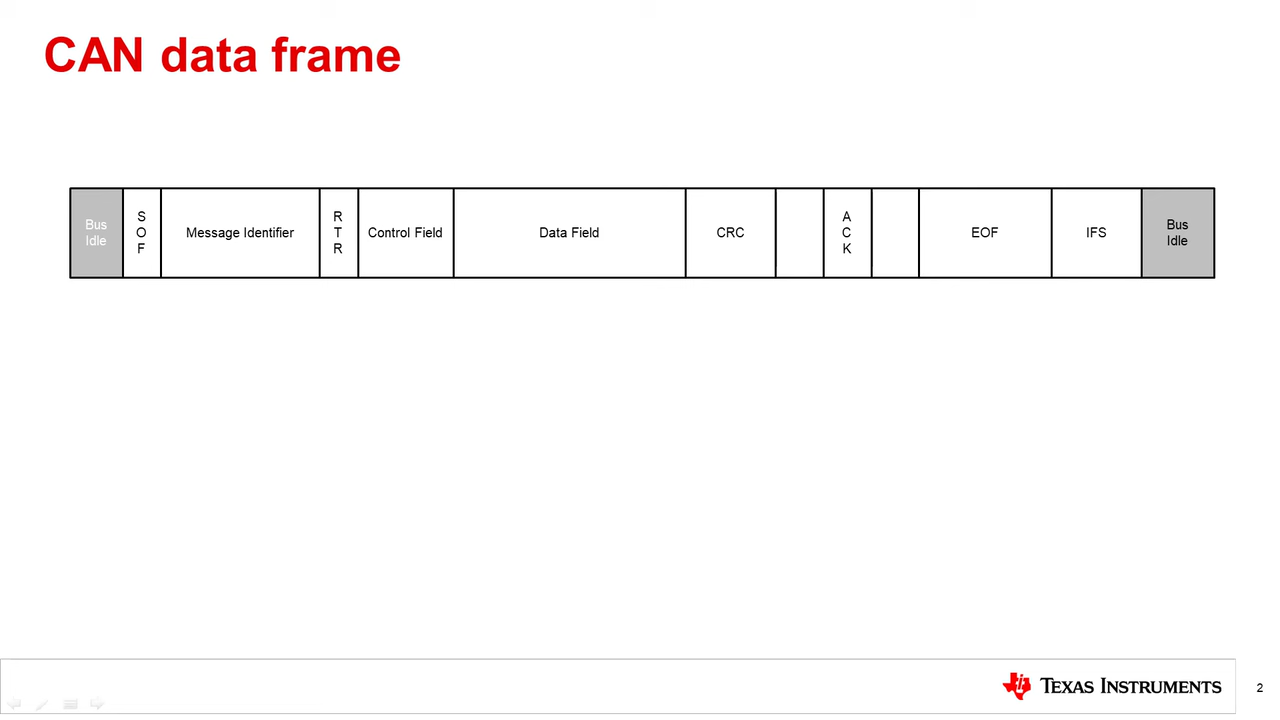 CAN data frame
Bus
Idle
S
O
F
Message Identifier
R
T
R
Control Field
Data Field
CRC
A
C
K
EOF
IFS
Bus
Idle
TEXAS INSTRUMENTS
2